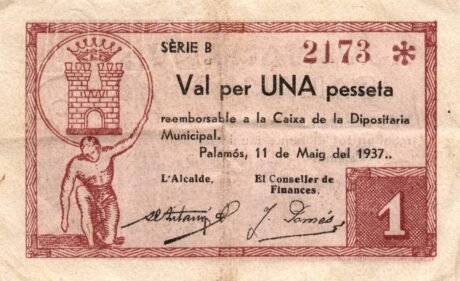 SÈRIE B 2173 *
Val per UNA pesseta
reemborsable a la Caixa de la Dipositaria
Municipal.
Palamós, 11 de Maig del 1937..
L'Alcalde, El Conseller de
Finances,
J. Pomés
1